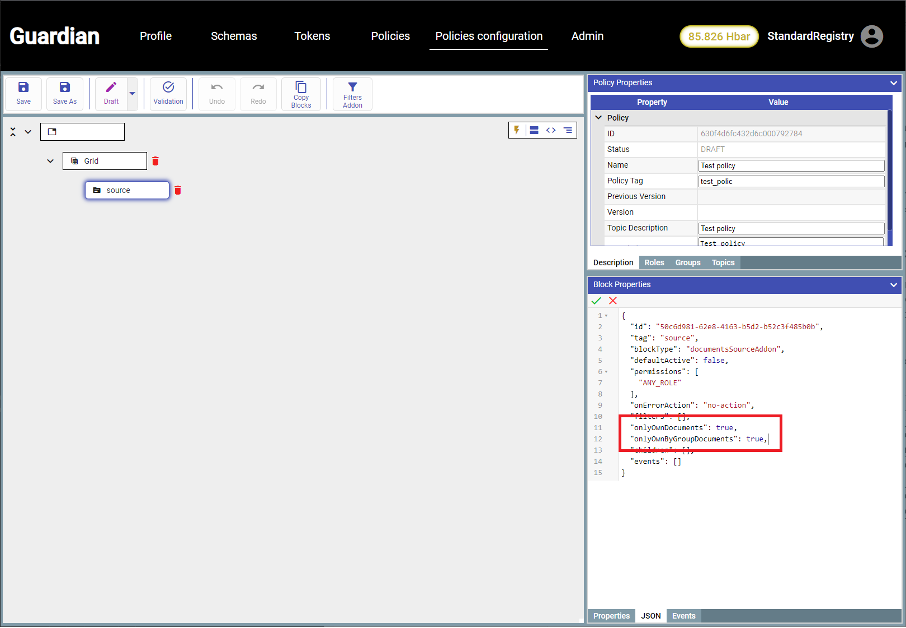 Guardian
Profile
Schemas
Tokens
Policies
Policies configuration
Admin
85.826 Hbar
StandardRegistry
Save
Save As
Draft
Validation
Undo
Redo
Copy
Blocks
Filters
Addon
Grid
source
Policy Properties
Property Value
Policy
ID 630f4d6fc432d6c000792784
Status DRAFT
Name Test policy
Policy Tag test_polic
Previous Version
Version
Topic Description Test policy
Test policy
Description Roles Groups Topics
Block Properties
1 {
2 "id": "50c6d981-62e8-4163-b5d2-b52c3f485b0b",
3 "tag": "source",
4 "blockType": "documentsSourceAddon",
5 "defaultActive": false,
6 "permissions": [
7 "ANY_ROLE"
8 ],
9 "onErrorAction": "no-action",
10 "filters": [],
11 "onlyOwnDocuments": true,
12 "onlyOwnByGroupDocuments": true,
13 "children": [],
14 "events": []
15 }
Properties JSON Events